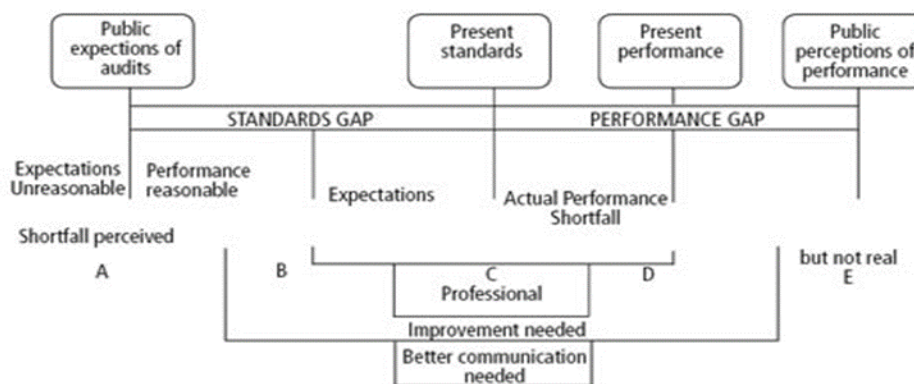 Public
expections of
audits
Present
standards
Present
performance
Public
perceptions of
performance
STANDARDS GAP
PERFORMANCE GAP
Expectations
Unreasonable
Performance
reasonable
Expectations
Actual Performance
Shortfall
Shortfall perceived
but not real
A
B
C
D
E
Professional
Improvement needed
Better communication
needed